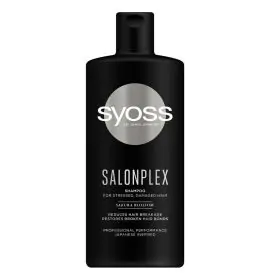 syoss
SALONPLEX
SHAMPOO
FOR STRESSED, DAMAGED HAIR
SAKURA BLOSSOM
REDUCES HAIR BREAKAGE
RESTORES BROKEN HAIR BONDS
PROFESSIONAL PERFORMANCE
JAPANESE INSPIRED